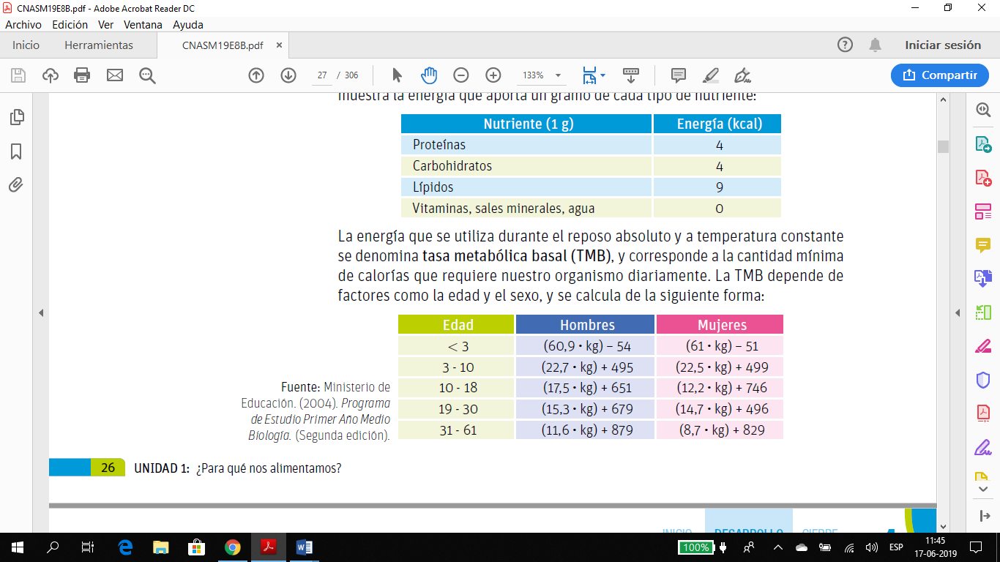 CNASM19E8B.pdf - Adobe Acrobat Reader DC
Archivo Edición Ver Ventana Ayuda
Inicio Herramientas CNASM19E8B.pdf × Iniciar sesión
27 / 306 133% Compartir
muestra la energía que aporta un gramo de cada tipo de nutriente:
Nutriente (1 g) Energía (kcal)
Proteínas 4
Carbohidratos 4
Lípidos 9
Vitaminas, sales minerales, agua 0
La energía que se utiliza durante el reposo absoluto y a temperatura constante
se denomina tasa metabólica basal (TMB), y corresponde a la cantidad mínima
de calorías que requiere nuestro organismo diariamente. La TMB depende de
factores como la edad y el sexo, y se calcula de la siguiente forma:
Edad Hombres Mujeres
< 3 (60,9 • kg) – 54 (61 • kg) – 51
3 - 10 (22,7 • kg) + 495 (22,5 • kg) + 499
10 - 18 (17,5 • kg) + 651 (12,2 • kg) + 746
19 - 30 (15,3 • kg) + 679 (14,7 • kg) + 496
31 - 61 (11,6 • kg) + 879 (8,7 • kg) + 829
Fuente: Ministerio de
Educación. (2004). Programa
de Estudio Primer Año Medio
Biología. (Segunda edición).
26 UNIDAD 1: ¿Para qué nos alimentamos?
INICIO DESARROLLO CIERRE
100% ESP 11:45
17-06-2019